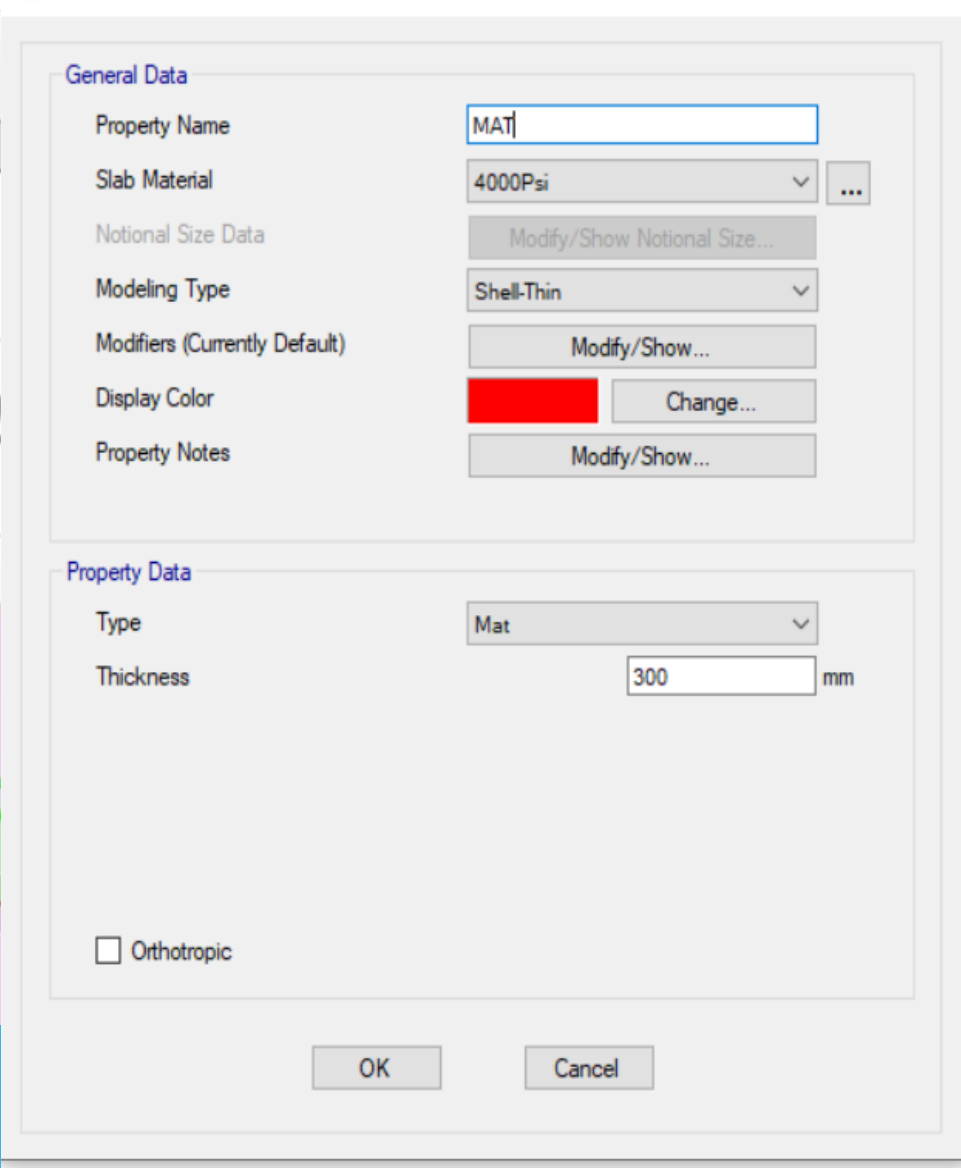 General Data
Property Name MAT
Slab Material 4000Psi ...
Notional Size Data Modify/Show Notional Size...
Modeling Type Shell-Thin
Modifiers (Currently Default) Modify/Show...
Display Color Change...
Property Notes Modify/Show...
Property Data
Type Mat
Thickness 300 mm
Orthotropic
OK Cancel